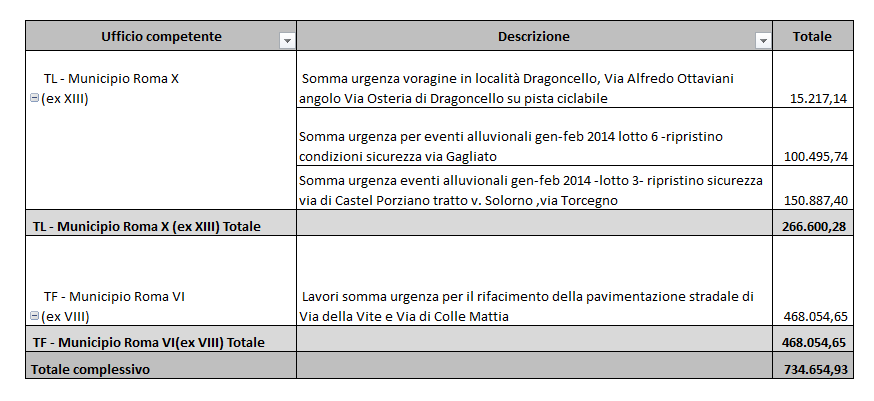 Ufficio competente Descrizione Totale
TL - Municipio Roma X
(ex XIII)
Somma urgenza voragine in località Dragoncello, Via Alfredo Ottaviani
angolo Via Osteria di Dragoncello su pista ciclabile 15.217,14
Somma urgenza per eventi alluvionali gen-feb 2014 lotto 6 -ripristino
condizioni sicurezza via Gagliato 100.495,74
Somma urgenza eventi alluvionali gen-feb 2014 -lotto 3- ripristino sicurezza
via di Castel Porziano tratto v. Solorno ,via Torcegno 150.887,40
TL - Municipio Roma X (ex XIII) Totale 266.600,28
TF - Municipio Roma VI
(ex VIII)
Lavori somma urgenza per il rifacimento della pavimentazione stradale di
Via della Vite e Via di Colle Mattia 468.054,65
TF - Municipio Roma VI(ex VIII) Totale 468.054,65
Totale complessivo 734.654,93